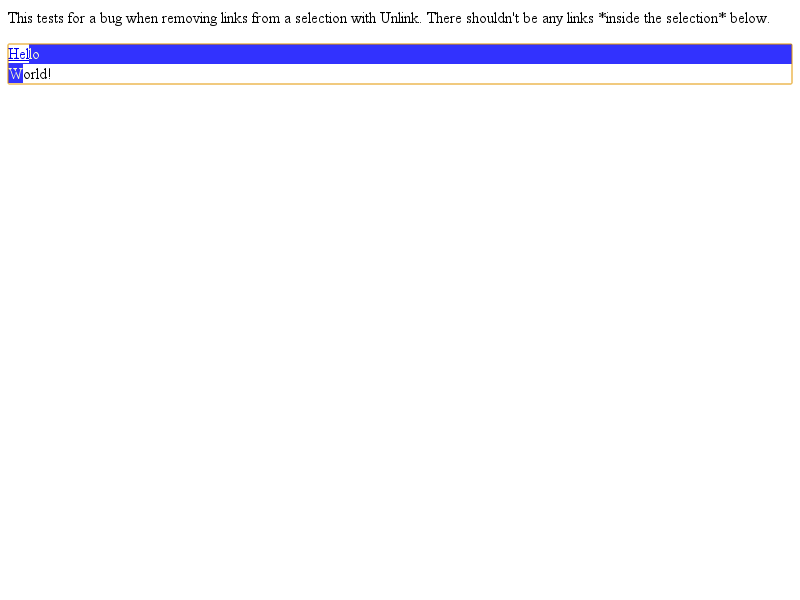 This tests for a bug when removing links from a selection with Unlink. There shouldn't be any links *inside the selection* below.
Hello
World!